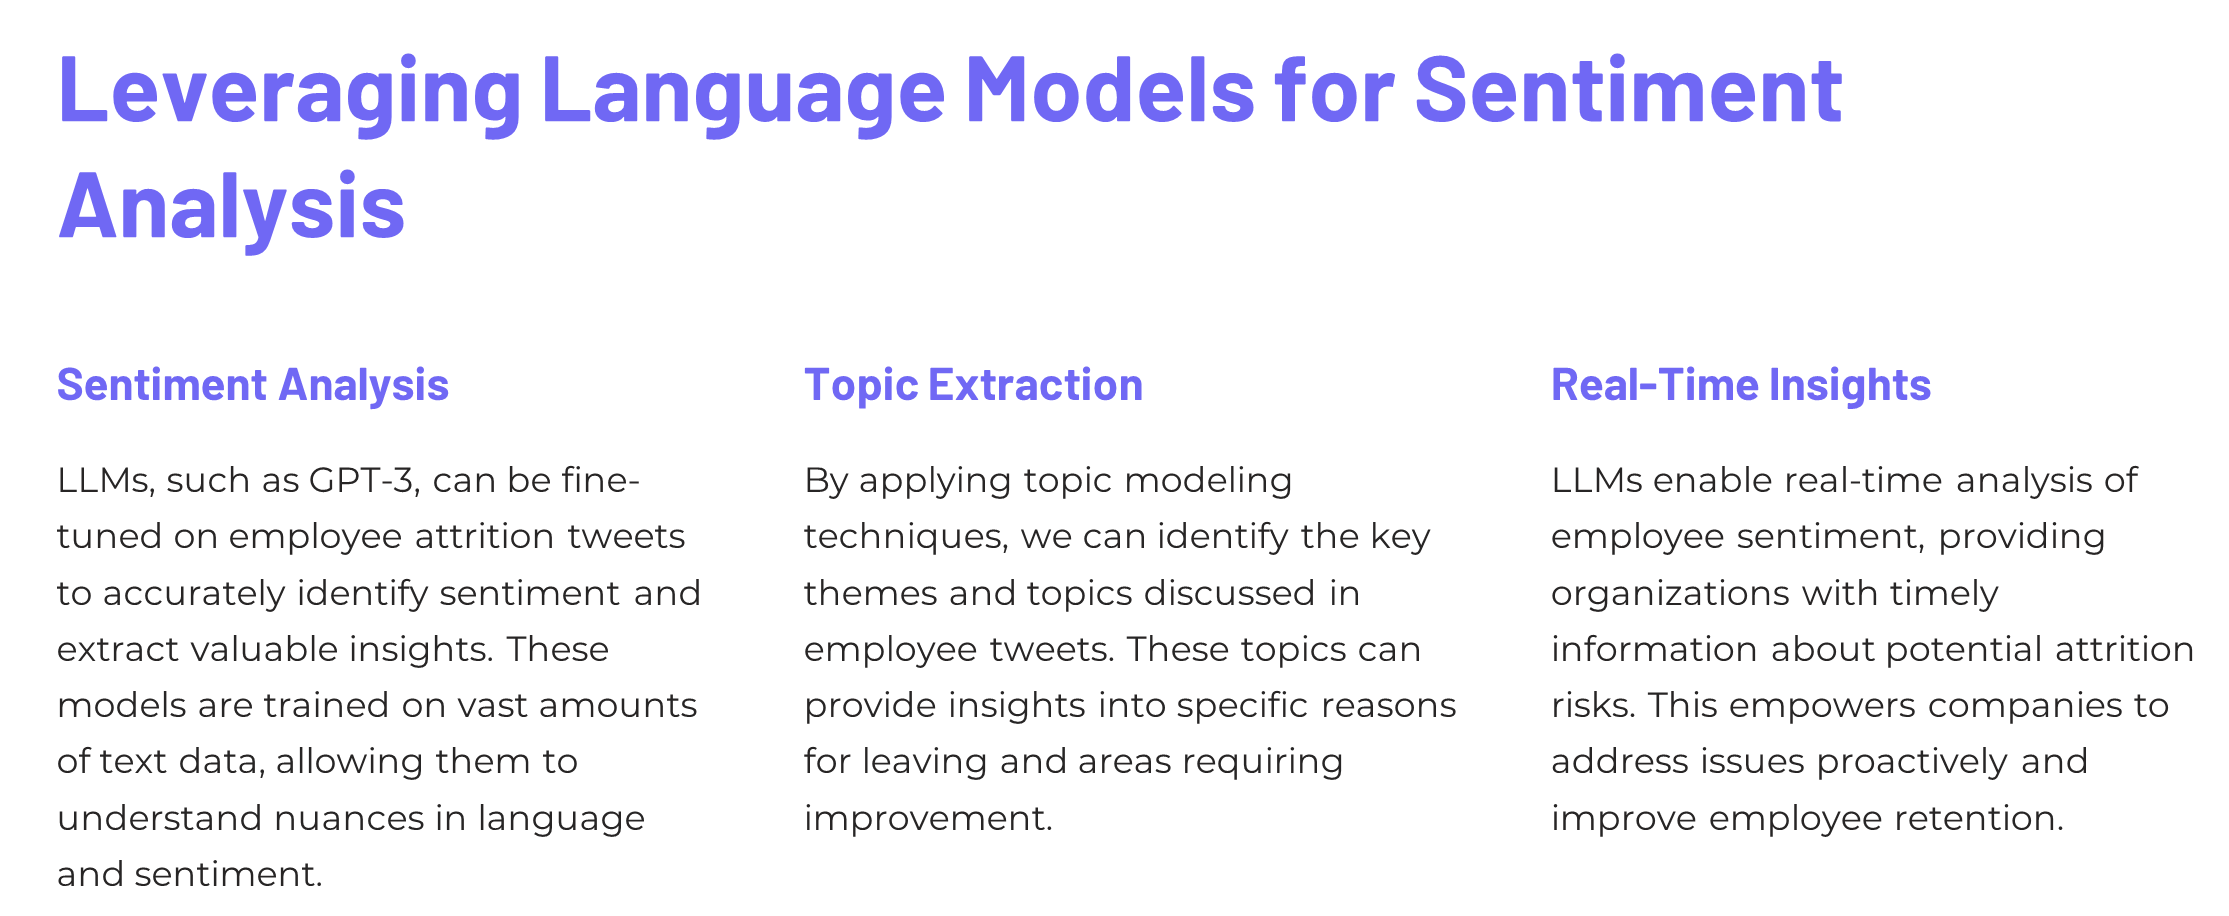 Leveraging Language Models for Sentiment
Analysis
Sentiment Analysis
LLMs, such as GPT-3, can be fine-
tuned on employee attrition tweets
to accurately identify sentiment and
extract valuable insights. These
models are trained on vast amounts
of text data, allowing them to
understand nuances in language
and sentiment.
Topic Extraction
By applying topic modeling
techniques, we can identify the key
themes and topics discussed in
employee tweets. These topics can
provide insights into specific reasons
for leaving and areas requiring
improvement.
Real-Time Insights
LLMs enable real-time analysis of
employee sentiment, providing
organizations with timely
information about potential attrition
risks. This empowers companies to
address issues proactively and
improve employee retention.